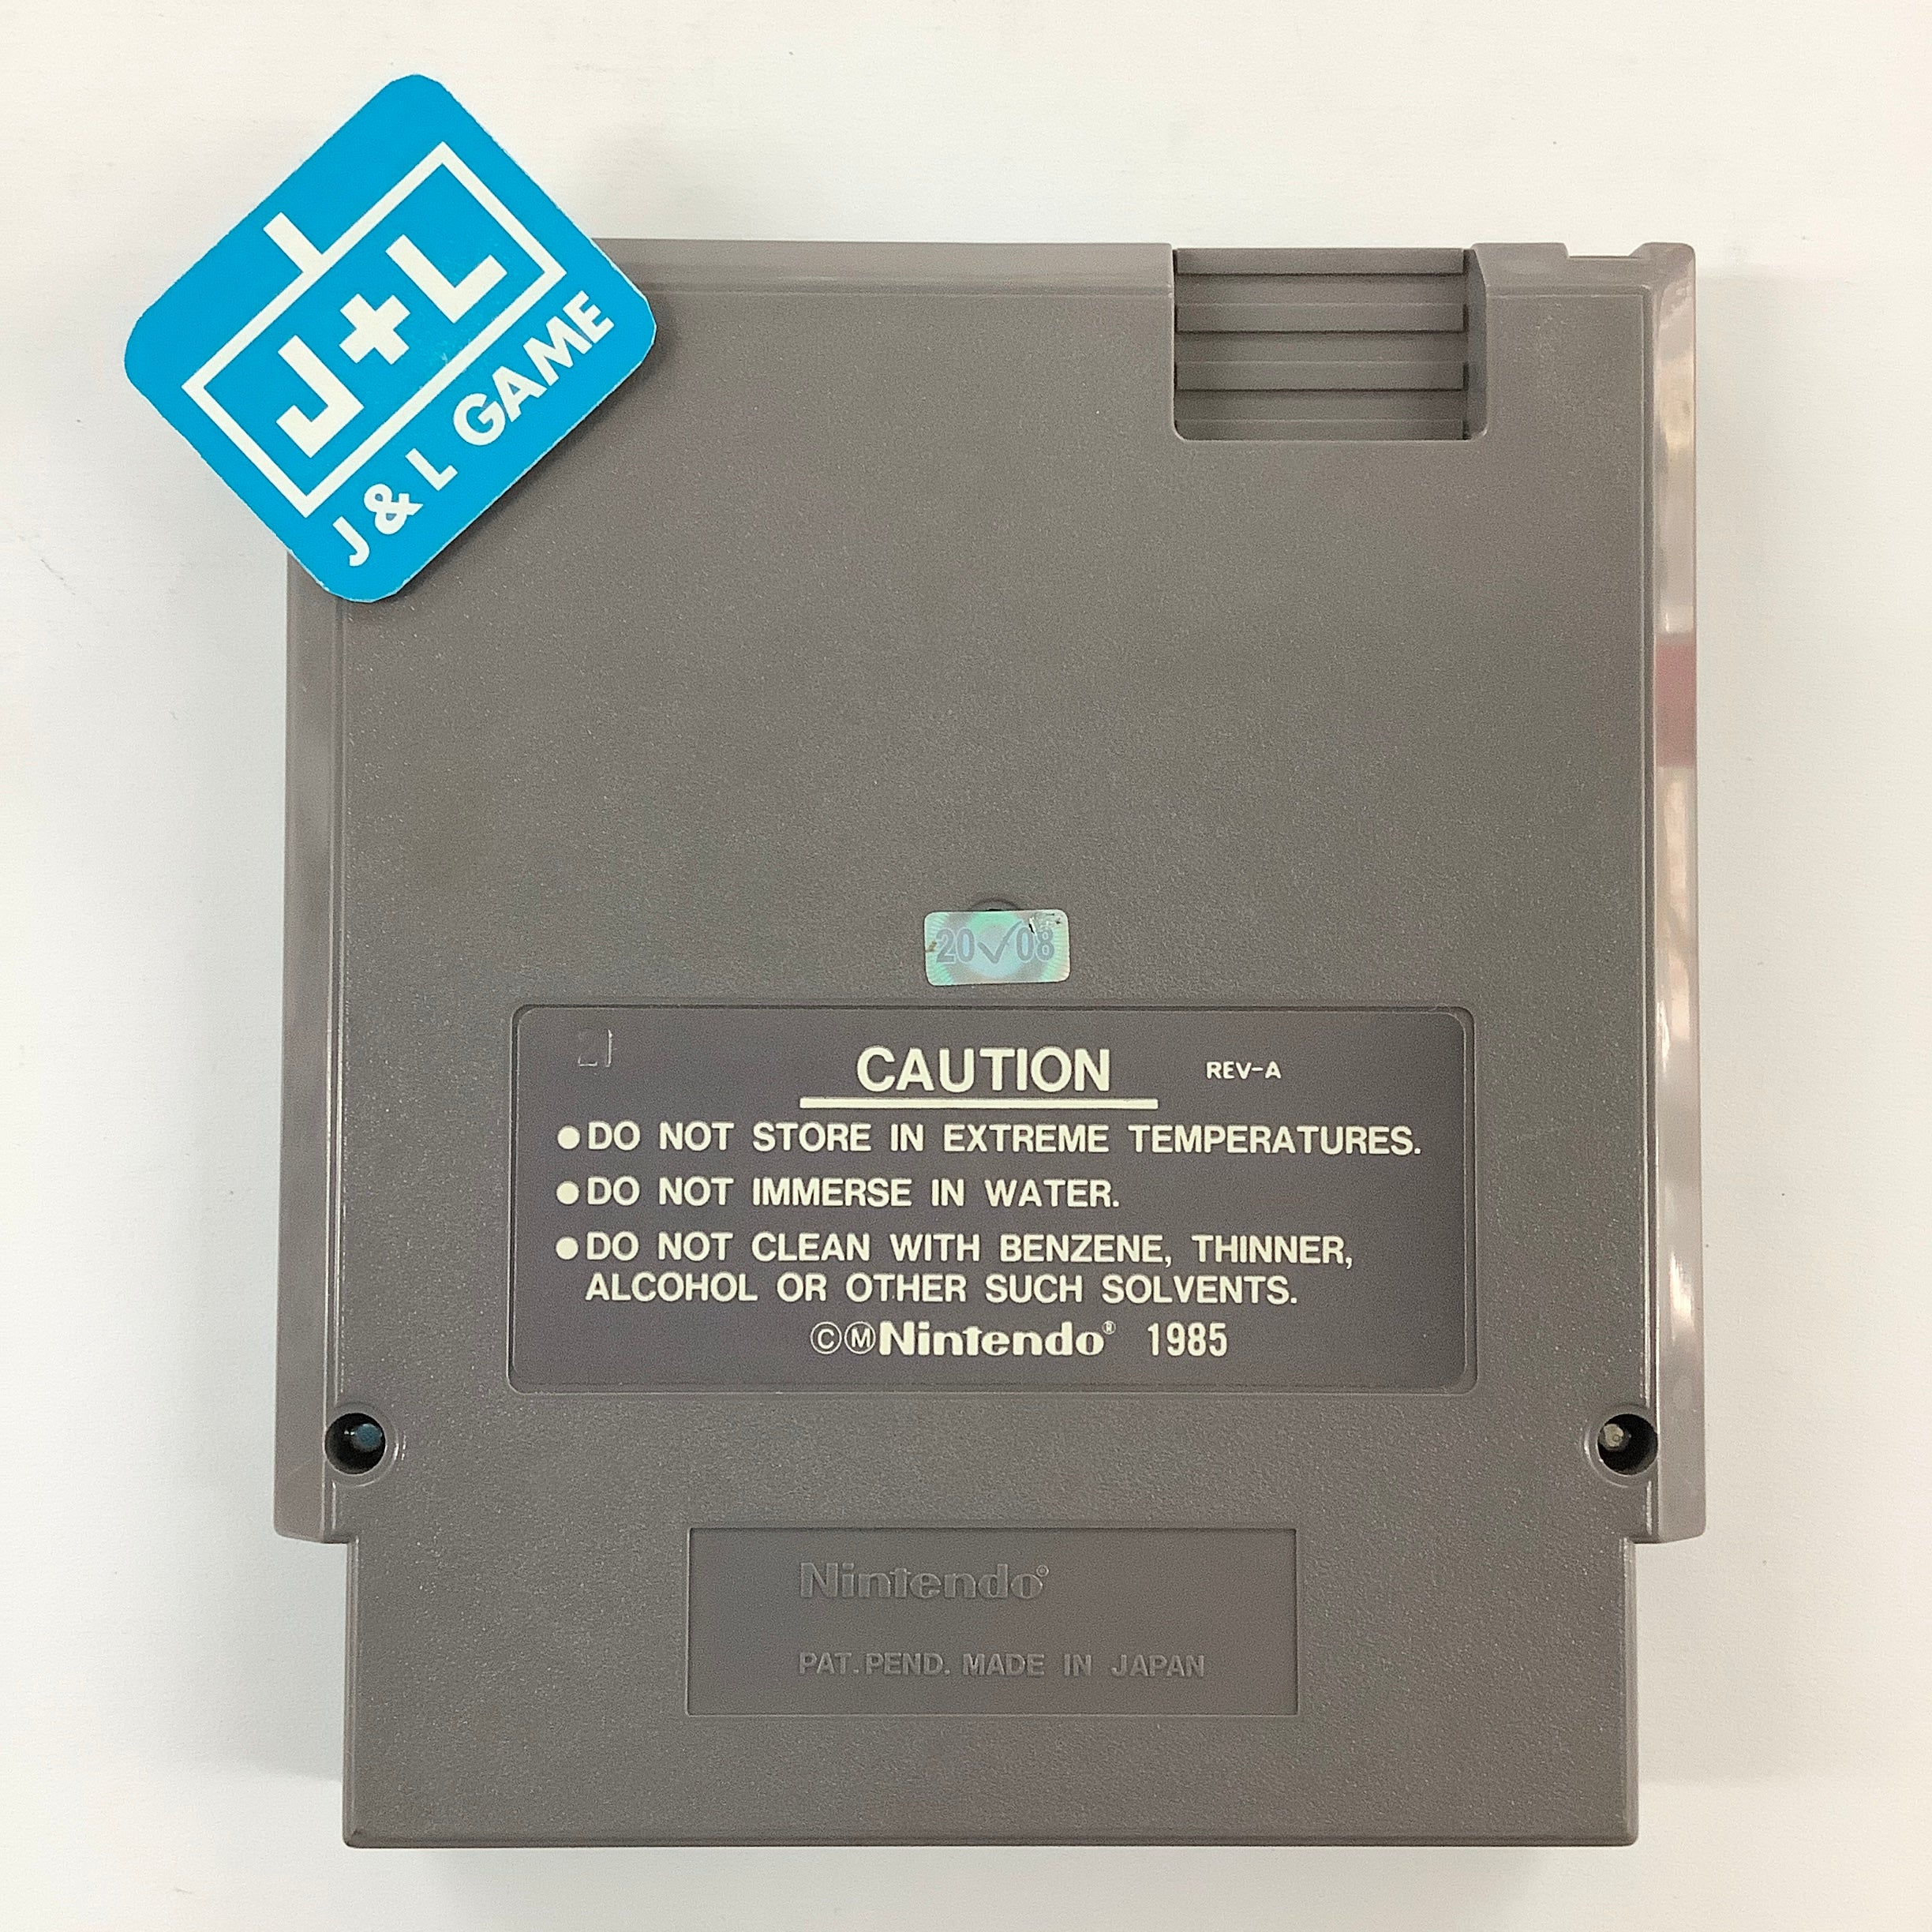 J+L
J & L GAME
20✓08
21
CAUTION REV-A
●DO NOT STORE IN EXTREME TEMPERATURES.
●DO NOT IMMERSE IN WATER.
●DO NOT CLEAN WITH BENZENE, THINNER,
ALCOHOL OR OTHER SUCH SOLVENTS.
©ⓂNintendo® 1985
Nintendo®
PAT. PEND. MADE IN JAPAN